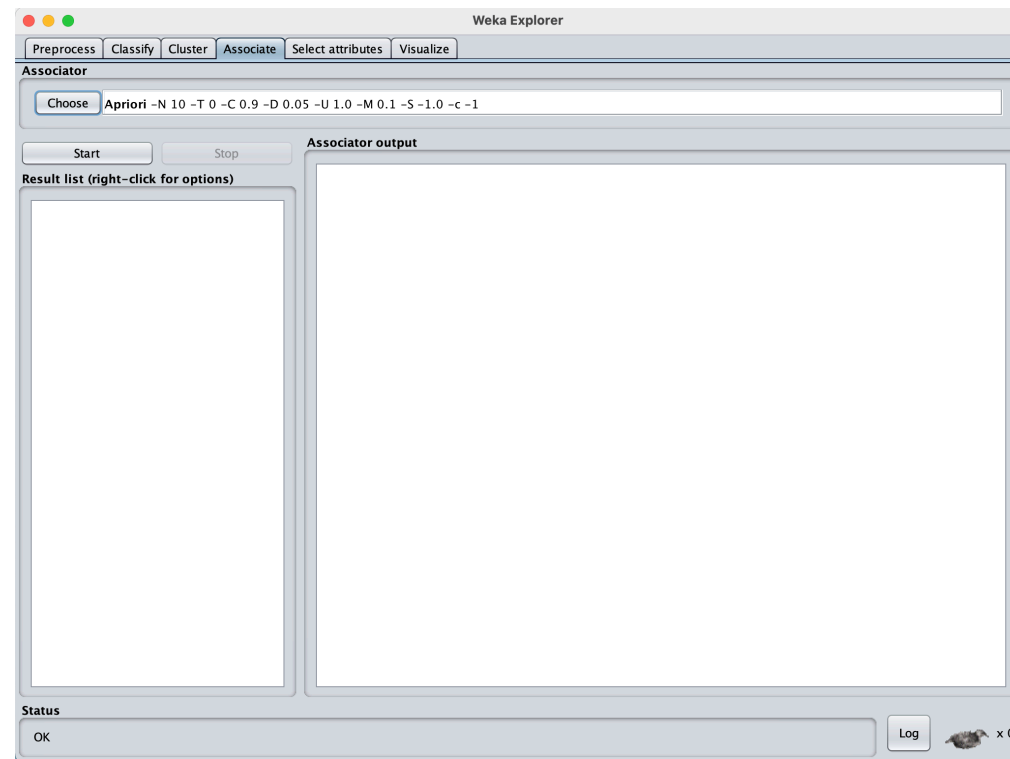 Weka Explorer
Preprocess Classify Cluster Associate Select attributes Visualize
Associator
Choose Apriori -N 10 -T 0 -C 0.9 -D 0.05 -U 1.0 -M 0.1 -S -1.0 -c -1
Start Stop
Associator output
Result list (right-click for options)
Status
OK
Log
x 0